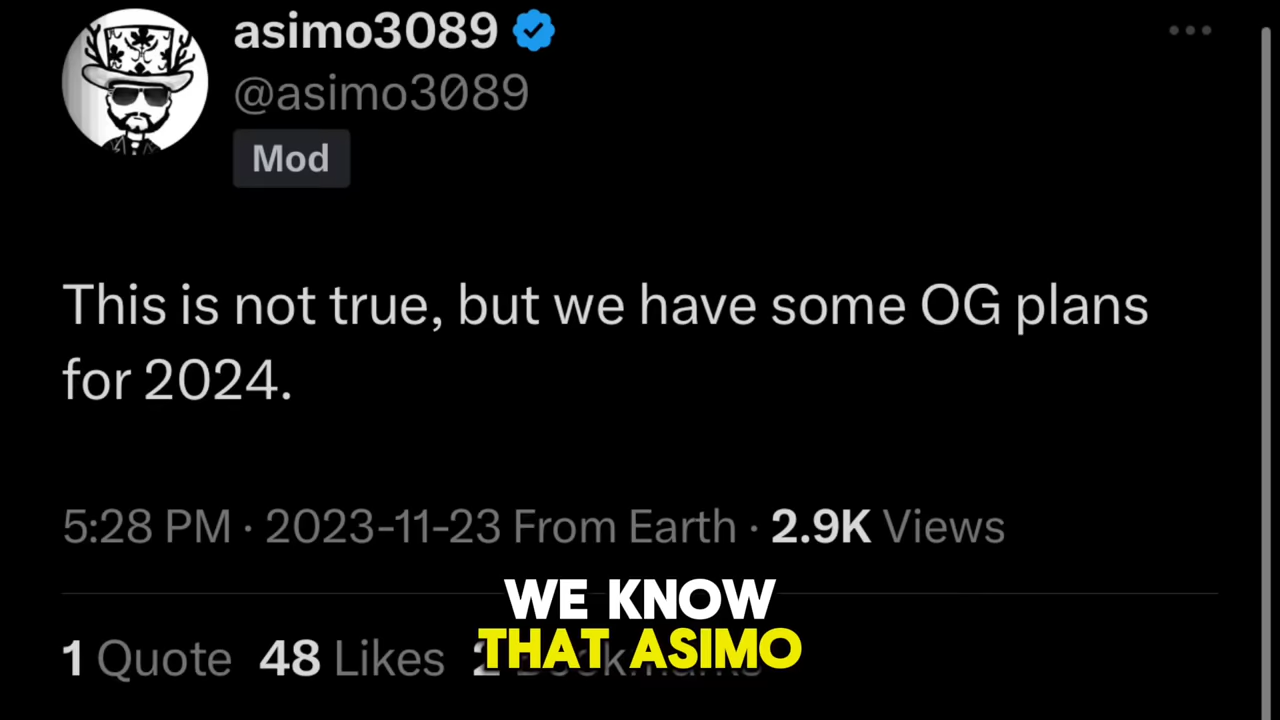 asimo3089
@asimo3089
Mod
This is not true, but we have some OG plans
for 2024.
5:28 PM · 2023-11-23 From Earth · 2.9K Views
WE KNOW
1 Quote 48 Likes 2
THAT ASIMO